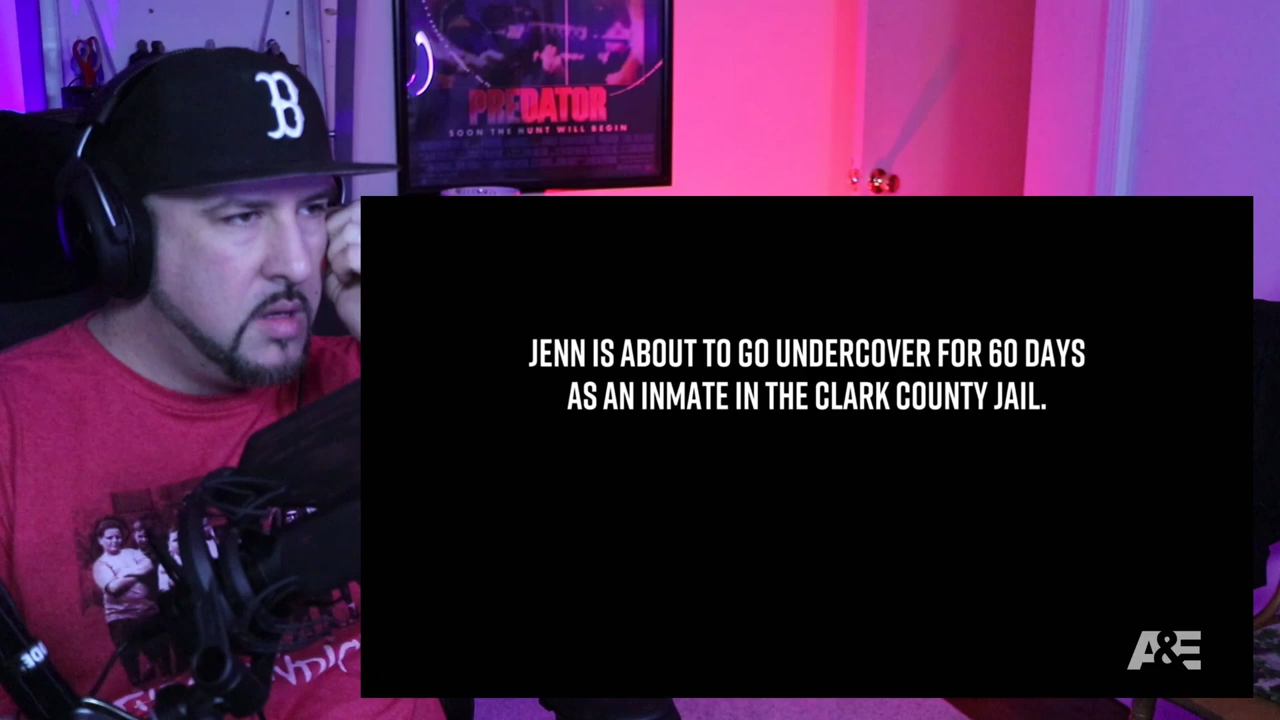 B
PREDATOR
SOON THE HUNT WILL BEGIN
JENN IS ABOUT TO GO UNDERCOVER FOR 60 DAYS
AS AN INMATE IN THE CLARK COUNTY JAIL.
A&E